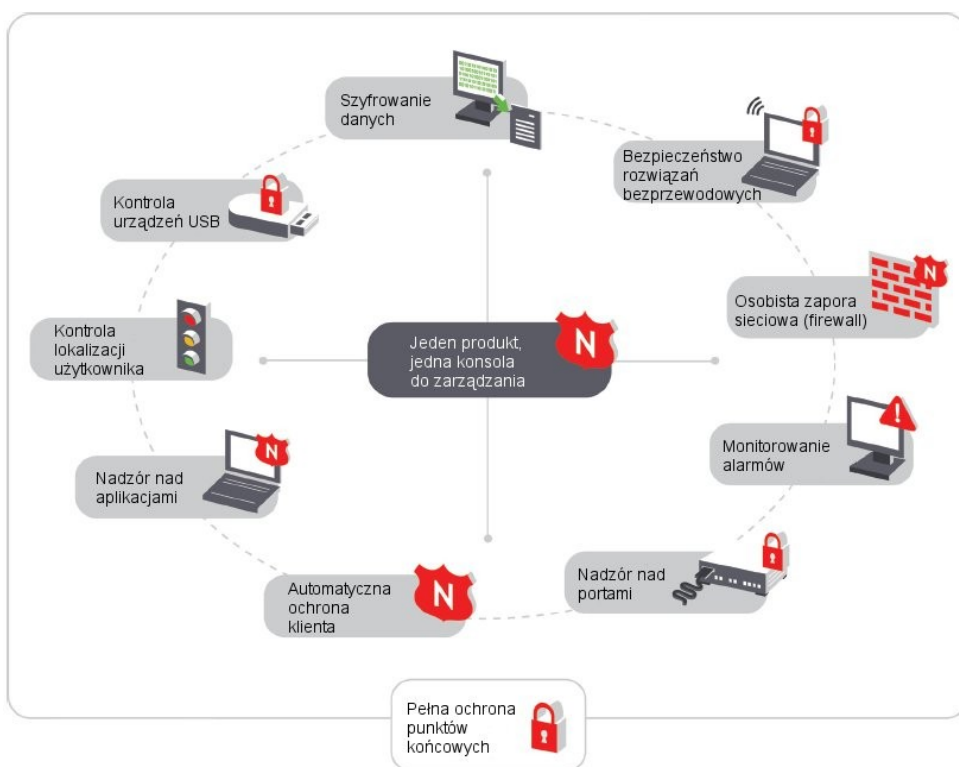 Szyfrowanie
danych
Bezpieczeństwo
rozwiązań
bezprzewodowych
Kontrola
urządzeń USB
Osobista zapora
sieciowa (firewall)
N
Kontrola
lokalizacji
użytkownika
Jeden produkt,
jedna konsola
do zarządzania
N
Monitorowanie
alarmów
Nadzór nad
aplikacjami
N
Nadzór nad
portami
Automatyczna
ochrona
klienta
N
Pełna ochrona
punktów
końcowych